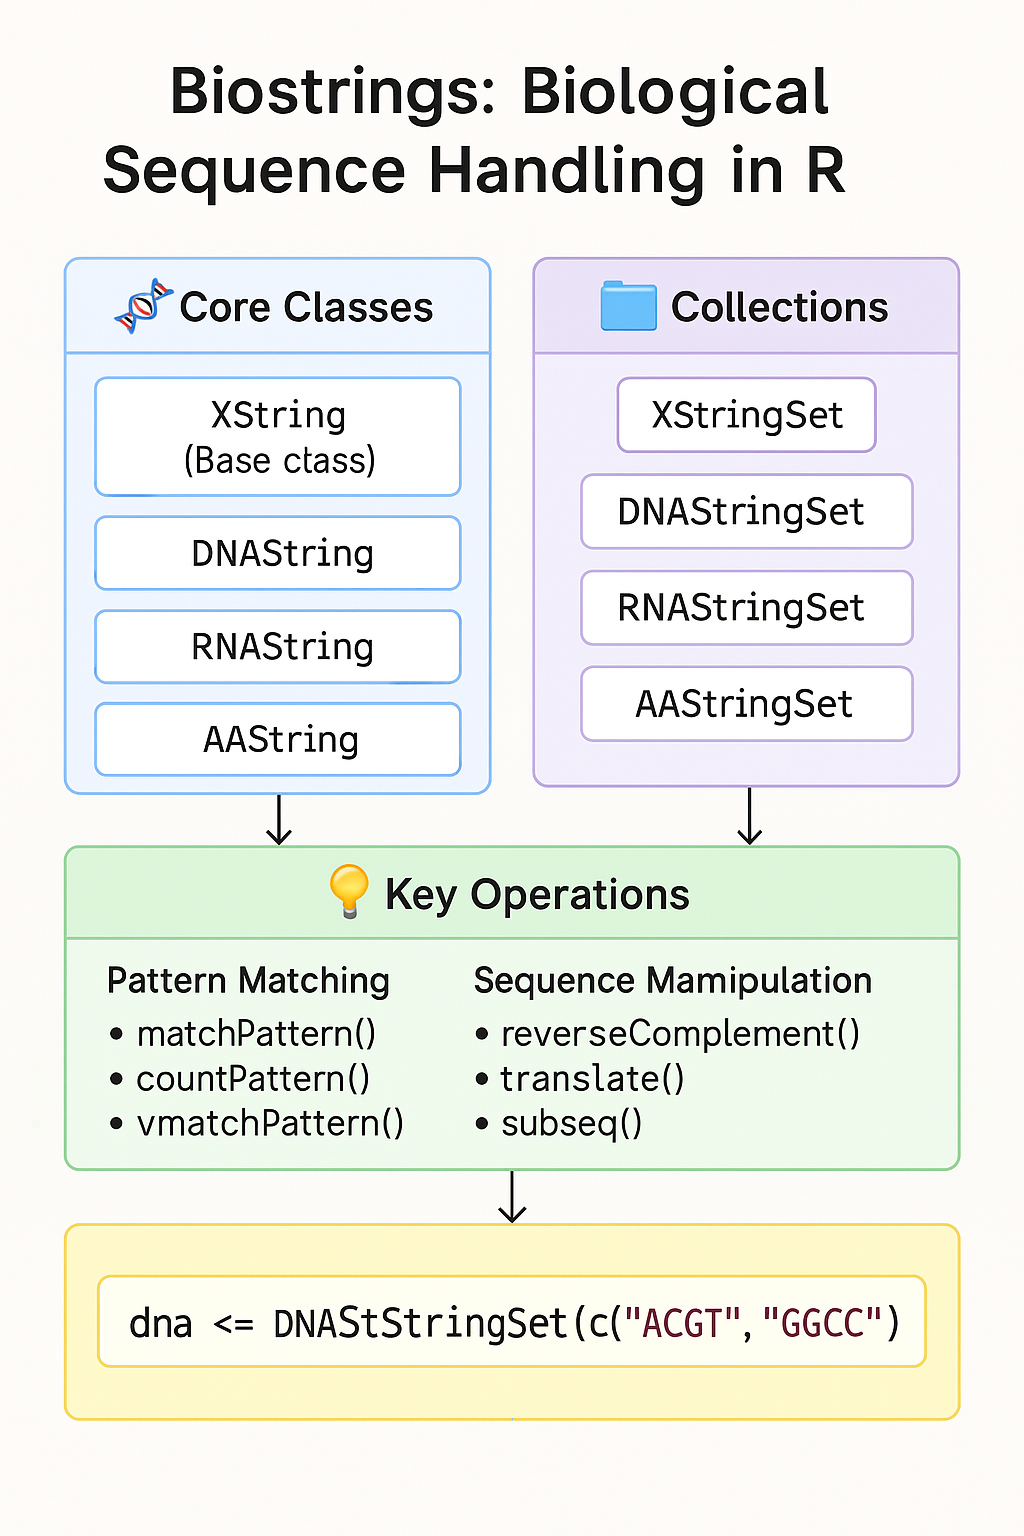 Biostrings: Biological
Sequence Handling in R
Core Classes
XString
(Base class)
DNAString
RNAString
AAString
Collections
XStringSet
DNAStringSet
RNAStringSet
AAStringSet
Key Operations
Pattern Matching
• matchPattern()
• countPattern()
• vmatchPattern()
Sequence Mamipulation
• reverseComplement()
• translate()
• subseq()
dna <= DNAStStringSet(c("ACGT", "GGCC")